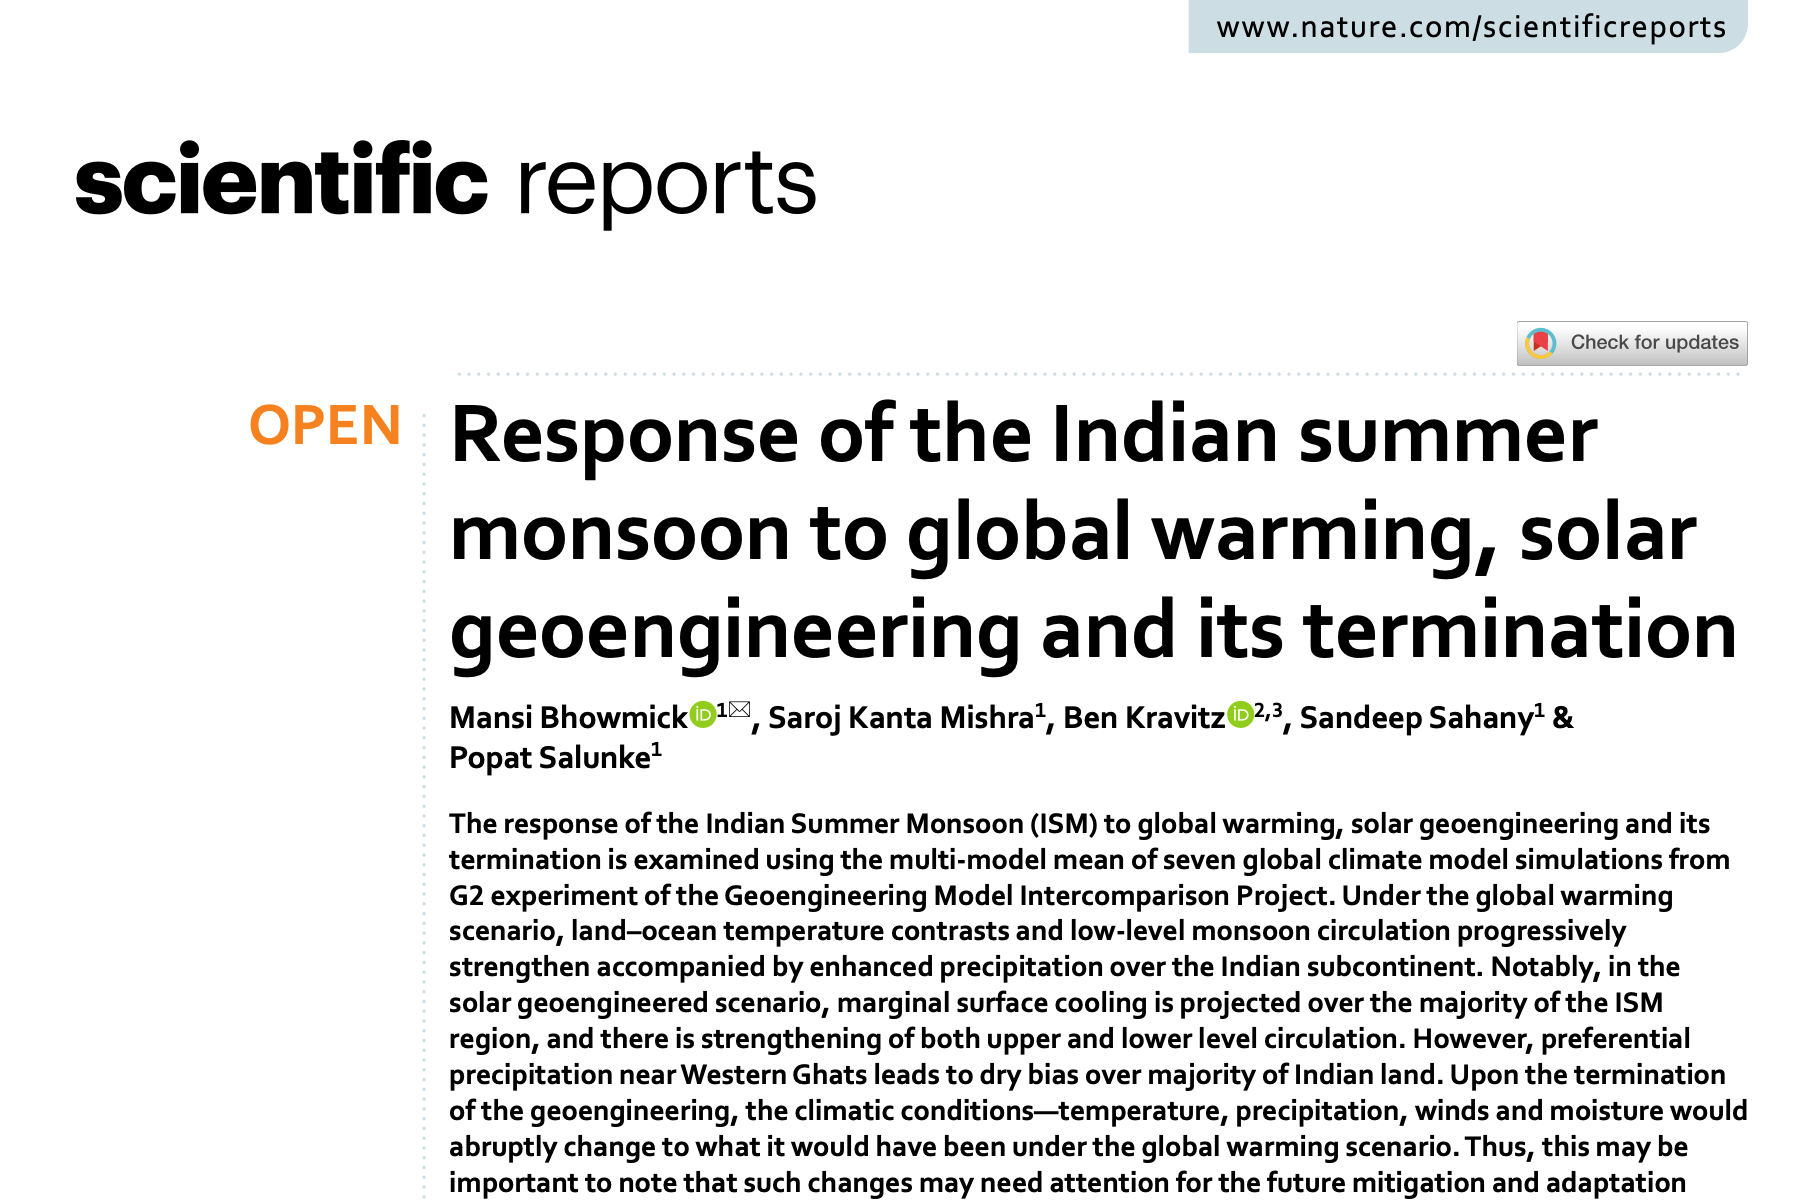 www.nature.com/scientificreports
scientific reports
Check for updates
OPEN
Response of the Indian summer
monsoon to global warming, solar
geoengineering and its termination
Mansi Bhowmick iD 1✉, Saroj Kanta Mishra1, Ben Kravitz iD 2,3, Sandeep Sahany1 &
Popat Salunke1
The response of the Indian Summer Monsoon (ISM) to global warming, solar geoengineering and its
termination is examined using the multi-model mean of seven global climate model simulations from
G2 experiment of the Geoengineering Model Intercomparison Project. Under the global warming
scenario, land–ocean temperature contrasts and low-level monsoon circulation progressively
strengthen accompanied by enhanced precipitation over the Indian subcontinent. Notably, in the
solar geoengineered scenario, marginal surface cooling is projected over the majority of the ISM
region, and there is strengthening of both upper and lower level circulation. However, preferential
precipitation near Western Ghats leads to dry bias over majority of Indian land. Upon the termination
of the geoengineering, the climatic conditions—temperature, precipitation, winds and moisture would
abruptly change to what it would have been under the global warming scenario. Thus, this may be
important to note that such changes may need attention for the future mitigation and adaptation